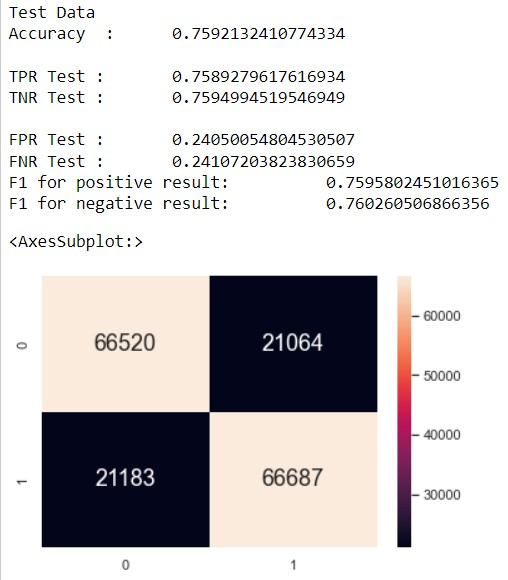 Test Data
Accuracy  :      0.7592132410774334
TPR Test :       0.7589279617616934
TNR Test :       0.7594994519546949
FPR Test :       0.24050054804530507
FNR Test :       0.24107203823830659
F1 for positive result:          0.7595802451016365
F1 for negative result:          0.760260506866356
<AxesSubplot:>
0
66520 21064
1
21183 66687
0 1
60000
50000
40000
30000